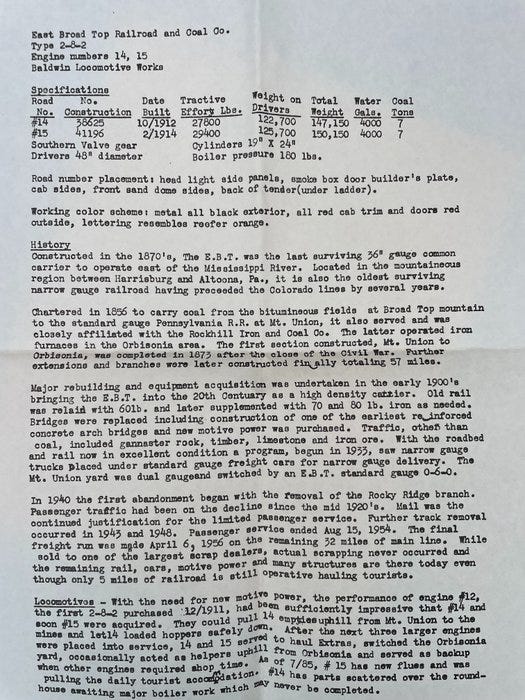 East Broad Top Railroad and Coal Co.
Type 2-8-2
Engine numbers 14, 15
Baldwin Locomotive Works
Specifications
Road No. Date Tractive Weight on Total Water Coal
No. Construction Built Effort Lbs. Drivers Weight Gals. Tons
#14 38625 10/1912 27800 122,700 147,150 4000 7
#15 41196 2/1914 29400 125,700 150,150 4000 7
Southern Valve gear Cylinders 19" X 24"
Drivers 48" diameter Boiler pressure 180 lbs.
Road number placement: head light side panels, smoke box door builder's plate,
cab sides, front sand dome sides, back of tender(under ladder).
Working color scheme: metal all black exterior, all red cab trim and doors red
outside, lettering resembles reefer orange.
History
Constructed in the 1870's, The E.B.T. was the last surviving 36" gauge common
carrier to operate east of the Mississippi River. Located in the mountaineous
region between Harrisburg and Altoona, Pa., it is also the oldest surviving
narrow gauge railroad having preceded the Colorado lines by several years.
Chartered in 1856 to carry coal from the bituminous fields at Broad Top mountain
to the standard gauge Pennsylvania R.R. at Mt. Union, it also served and was
closely affiliated with the Rockhill Iron and Coal Co. The latter operated iron
furnaces in the Orbisonia area. The first section constructed, Mt. Union to
Orbisonia, was completed in 1873 after the close of the Civil War. Further
extensions and branches were later constructed finally totaling 57 miles.
Major rebuilding and equipment acquisition was undertaken in the early 1900's
bringing the E.B.T. into the 20th Centuary as a high density carrier. Old rail
was relaid with 60lb. and later supplemented with 70 and 80 lb. iron as needed.
Bridges were replaced including construction of one of the earliest re inforced
concrete arch bridges and new motive power was purchased. Traffic, other than
coal, included gannaster rock, timber, limestone and iron ore. With the roadbed
and rail now in excellent condition a program, begun in 1933, saw narrow gauge
trucks placed under standard gauge freight cars for narrow gauge delivery. The
Mt. Union yard was dual gaugeand switched by an E.B.T. standard gauge 0-6-0.
In 1940 the first abandonment began with the removal of the Rocky Ridge branch.
Passenger traffic had been on the decline since the mid 1920's. Mail was the
continued justification for the limited passenger service. Further track removal
occurred in 1943 and 1948. Passenger service ended Aug 15, 1954. The final
freight run was made April 6, 1956 on the remaining 32 miles of main line. While
sold to one of the largest scrap dealers, actual scrapping never occurred and
the remaining rail, cars, motive power and many structures are there today even
though only 5 miles of railroad is still operative hauling tourists.
Locomotives - With the need for new motive power, the performance of engine #12,
the first 2-8-2 purchased 12/1911, had been sufficiently impressive that #14 and
soon #15 were acquired. They could pull 14 emptiesuphill from Mt. Union to the
mines and let14 loaded hoppers safely down. After the next three larger engines
were placed into service, 14 and 15 served to haul Extras, switched the Orbisonia
yard, occasionally acted as helpers uphill from Orbisonia and served as backup
when other engines required shop time. As of 7/85, # 15 has new flues and was
pulling the daily tourist accomdation. #14 has parts scattered over the round-
house awaiting major boiler work which may never be completed.